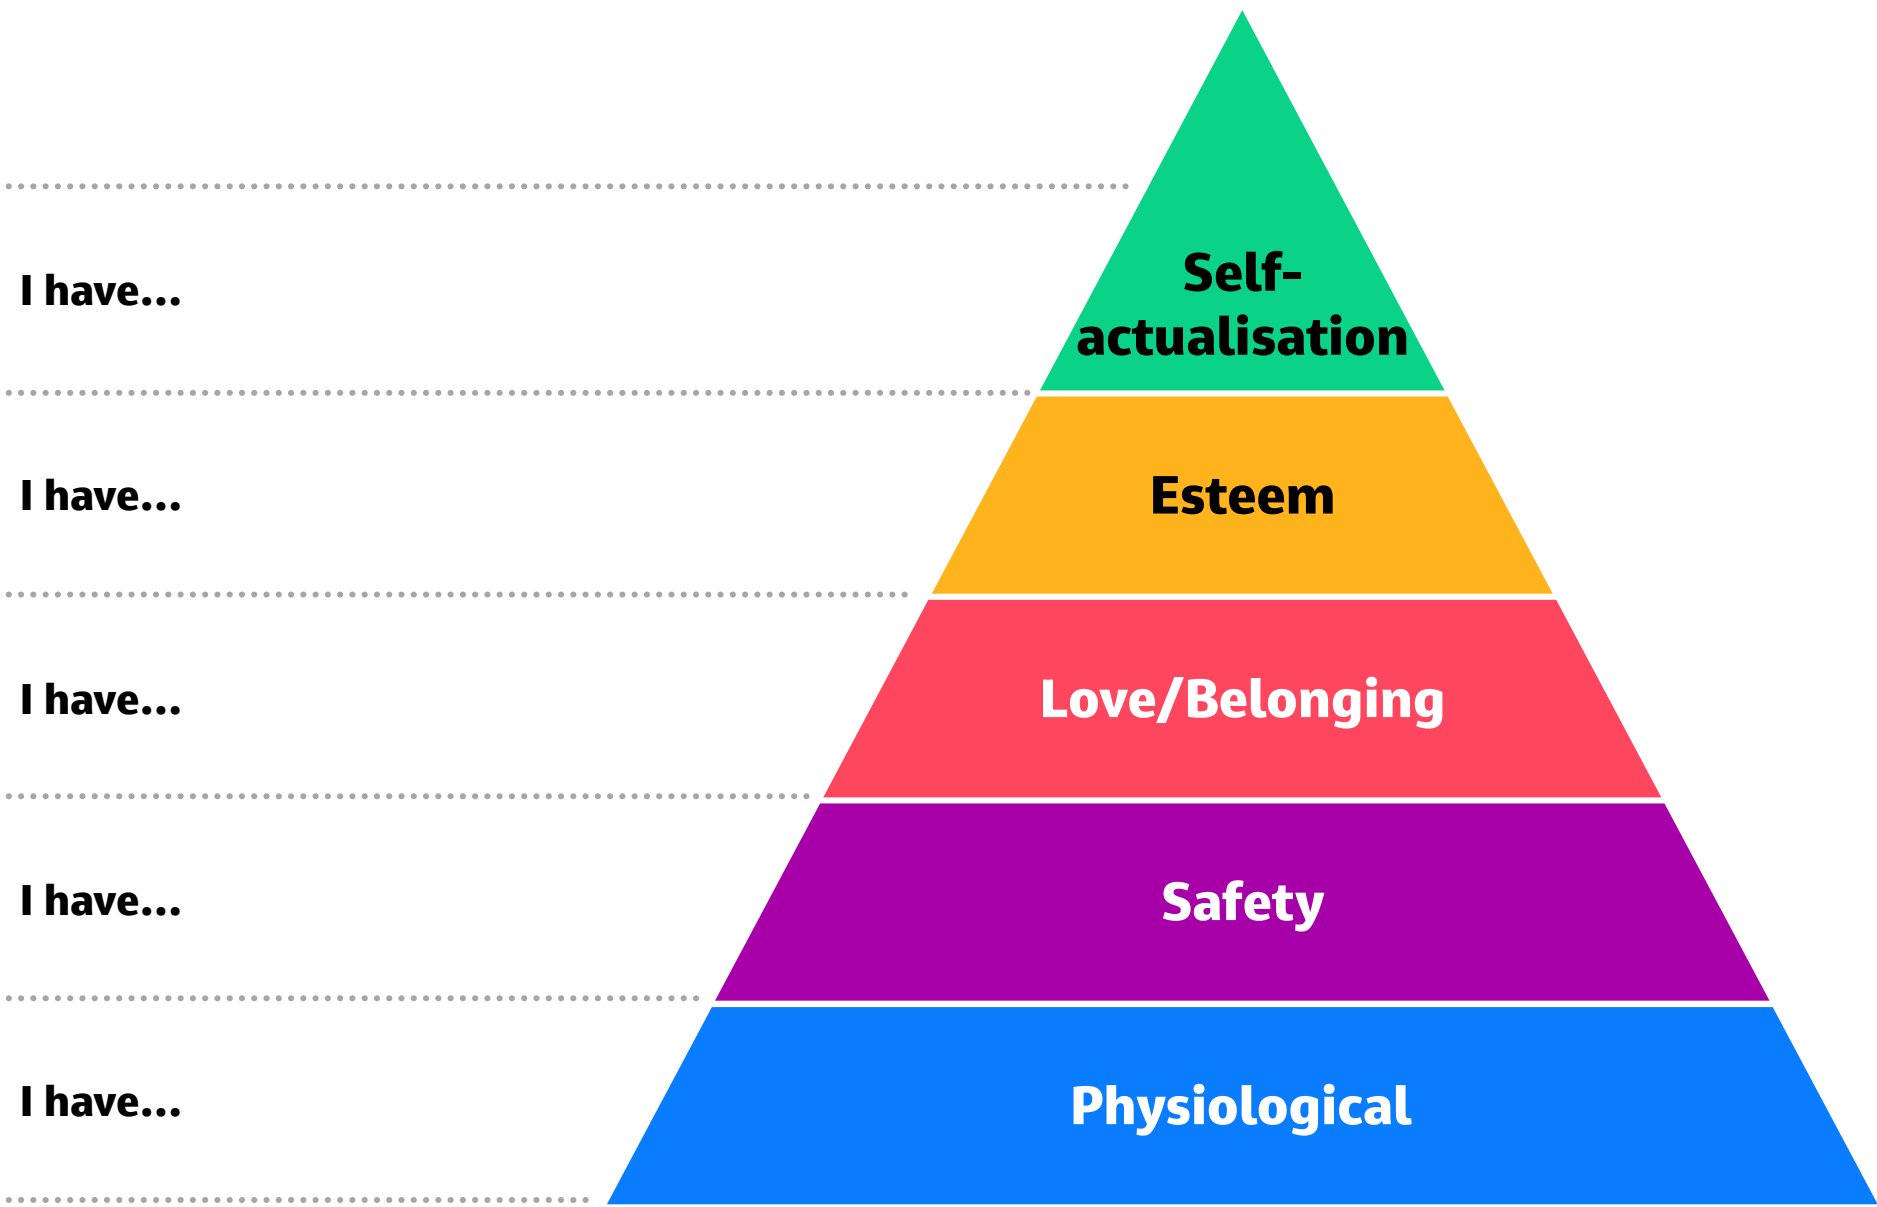 Self-
actualisation
I have...
Esteem
I have...
Love/Belonging
I have...
Safety
I have...
Physiological
I have...